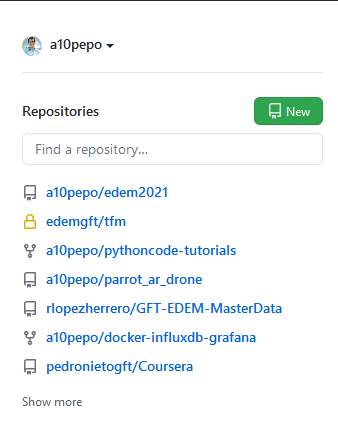 a10pepo
Repositories
New
Find a repository...
a10pepo/edem2021
edemgft/tfm
a10pepo/pythoncode-tutorials
a10pepo/parrot_ar_drone
rlopezherrero/GFT-EDEM-MasterData
a10pepo/docker-influxdb-grafana
pedronietogft/Coursera
Show more